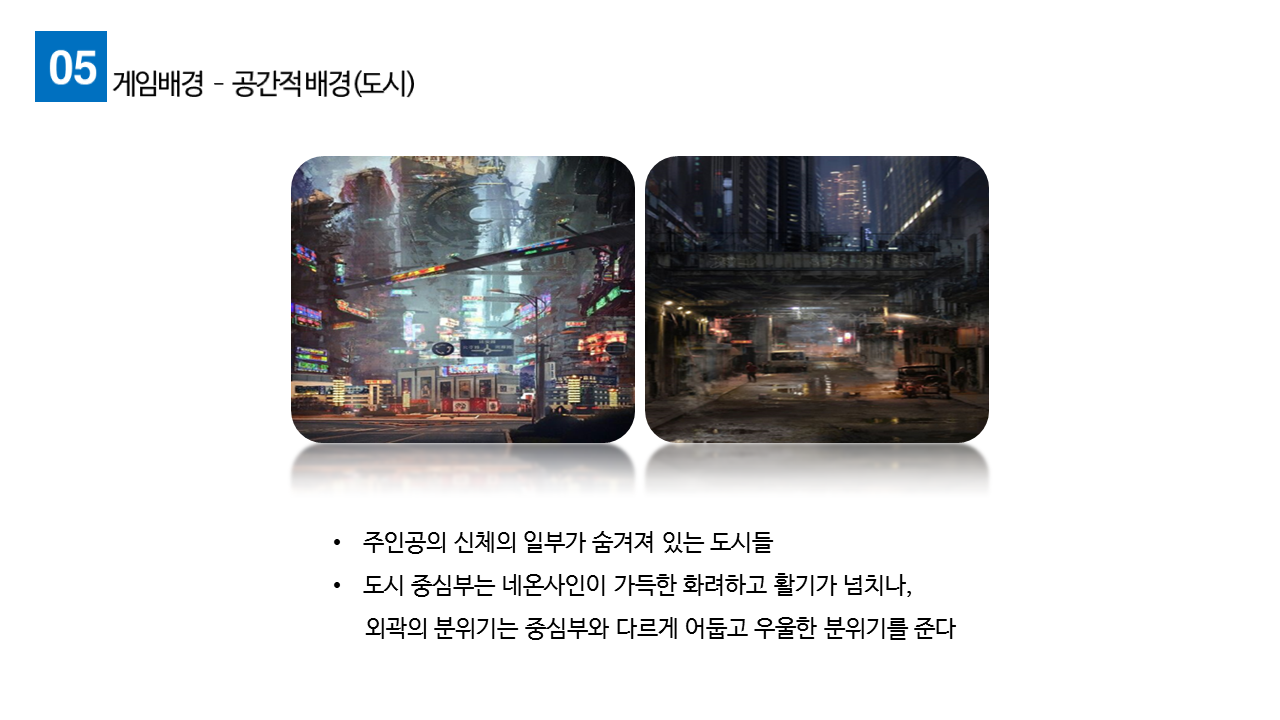 05
게임배경 - 공간적배경(도시)
• 주인공의 신체의 일부가 숨겨져 있는 도시들
• 도시 중심부는 네온사인이 가득한 화려하고 활기가 넘치나,
외곽의 분위기는 중심부와 다르게 어둡고 우울한 분위기를 준다